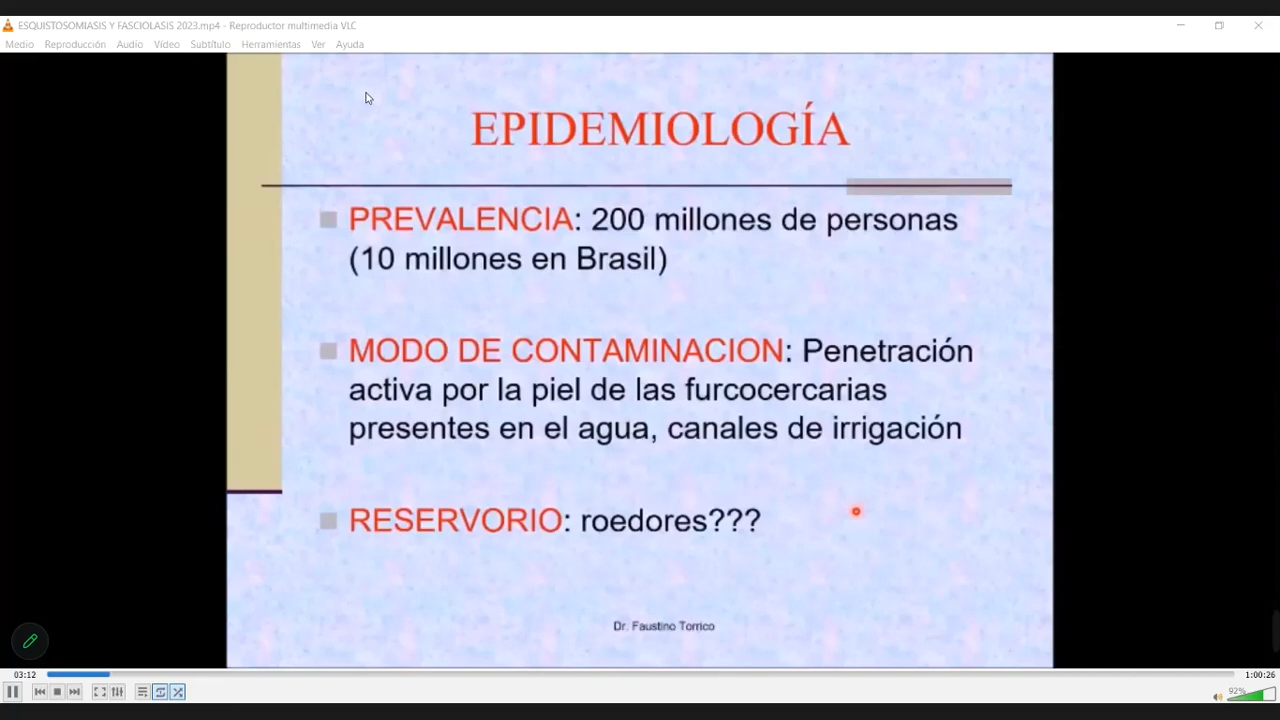 ESQUISTOSOMIASIS Y FASCIOLASIS 2023.mp4 - Reproductor multimedia VLC
Medio Reproducción Audio Vídeo Subtítulo Herramientas Ver Ayuda
EPIDEMIOLOGÍA
PREVALENCIA: 200 millones de personas
(10 millones en Brasil)
MODO DE CONTAMINACION: Penetración
activa por la piel de las furcocercarias
presentes en el agua, canales de irrigación
RESERVORIO: roedores???
Dr. Faustino Torrico
03:12 1:00:26
92%